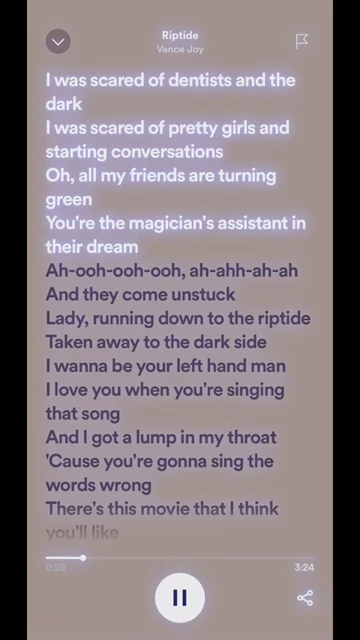 Riptide
Vance Joy
I was scared of dentists and the
dark
I was scared of pretty girls and
starting conversations
Oh, all my friends are turning
green
You're the magician's assistant in
their dream
Ah-ooh-ooh-ooh, ah-ahh-ah-ah
And they come unstuck
Lady, running down to the riptide
Taken away to the dark side
I wanna be your left hand man
I love you when you're singing
that song
And I got a lump in my throat
'Cause you're gonna sing the
words wrong
There's this movie that I think
you'll like
0:28
3:24